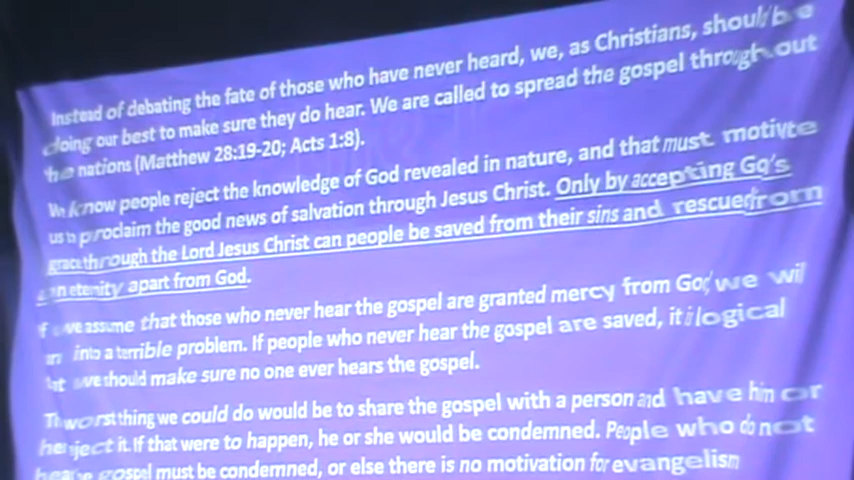 Instead of debating the fate of those who have never heard, we, as Christians, should be
doing our best to make sure they do hear. We are called to spread the gospel throughout
the nations (Matthew 28:19-20; Acts 1:8).
We know people reject the knowledge of God revealed in nature, and that must motivate
us to proclaim the good news of salvation through Jesus Christ. Only by accepting God's
grace through the Lord Jesus Christ can people be saved from their sins and rescued from
an eternity apart from God.
If we assume that those who never hear the gospel are granted mercy from God, we will
run into a terrible problem. If people who never hear the gospel are saved, it is logical
that we should make sure no one ever hears the gospel.
The worst thing we could do would be to share the gospel with a person and have him or
her reject it. If that were to happen, he or she would be condemned. People who do not
hear the gospel must be condemned, or else there is no motivation for evangelism